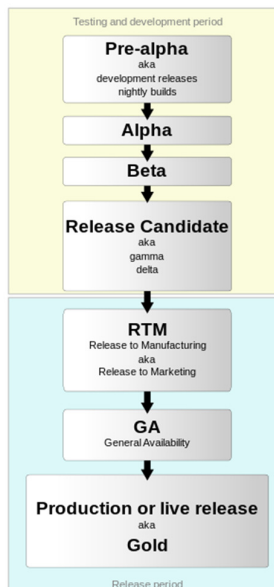 Testing and development period
Pre-alpha
aka
development releases
nightly builds
Alpha
Beta
Release Candidate
aka
gamma
delta
RTM
Release to Manufacturing
aka
Release to Marketing
GA
General Availability
Production or live release
aka
Gold
Release period